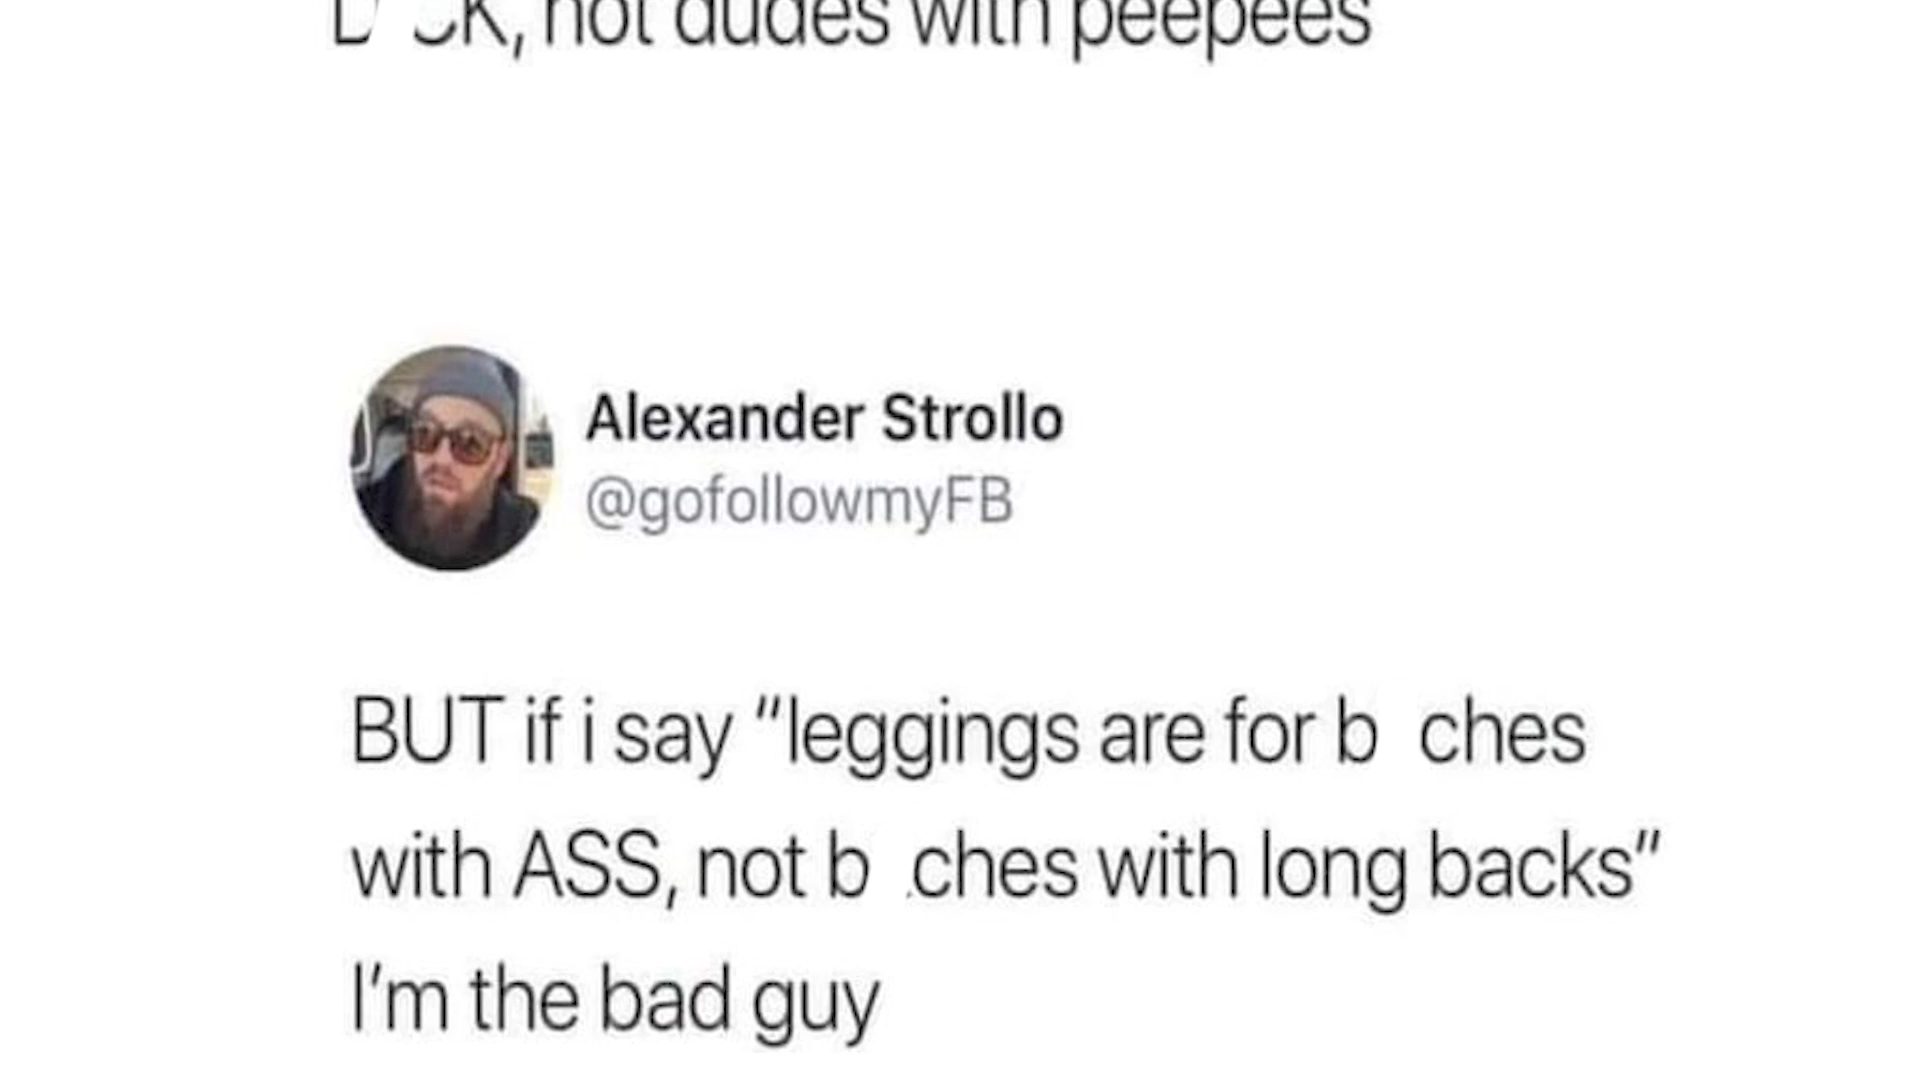 D CK, not dudes with peepees
Alexander Strollo
@gofollowmyFB
BUT if i say “leggings are for b ches
with ASS, not b ches with long backs”
I’m the bad guy